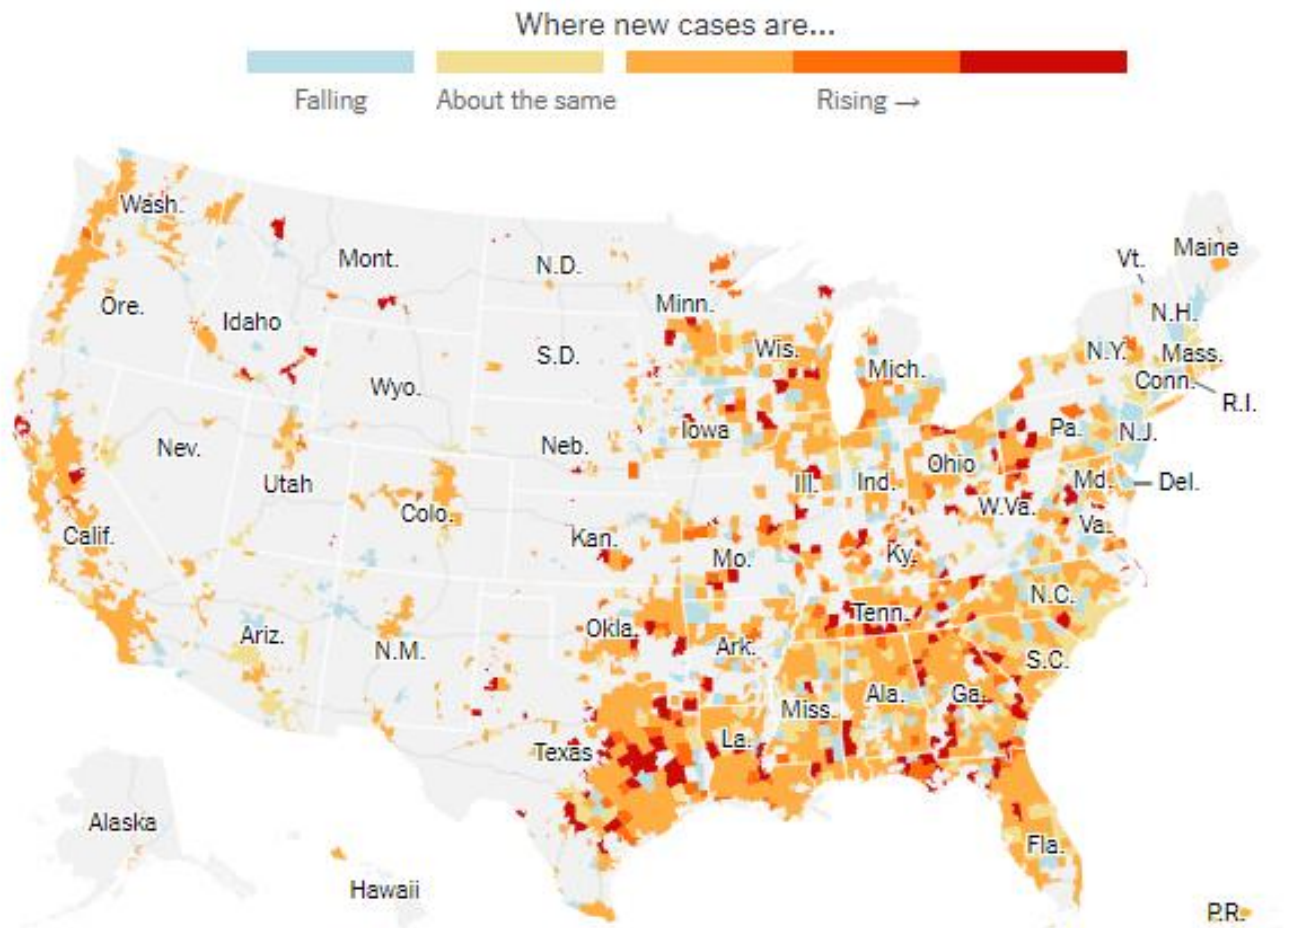 Where new cases are...
Falling
About the same
Rising →
Wash.
Mont.
N.D.
Minn.
Vt.
Maine
Ore.
Idaho
S.D.
Wis.
Mich.
N.Y.
N.H.
Mass.
Conn.
R.I.
Wyo.
Nev.
Utah
Neb.
Iowa
Ill.
Ind.
Ohio
Pa.
N.J.
Md.
Del.
W.Va.
Va.
Calif.
Colo.
Kan.
Mo.
Ky.
N.C.
Ariz.
N.M.
Okla.
Ark.
Tenn.
S.C.
Texas
La.
Miss.
Ala.
Ga.
Alaska
Hawaii
Fla.
P.R.